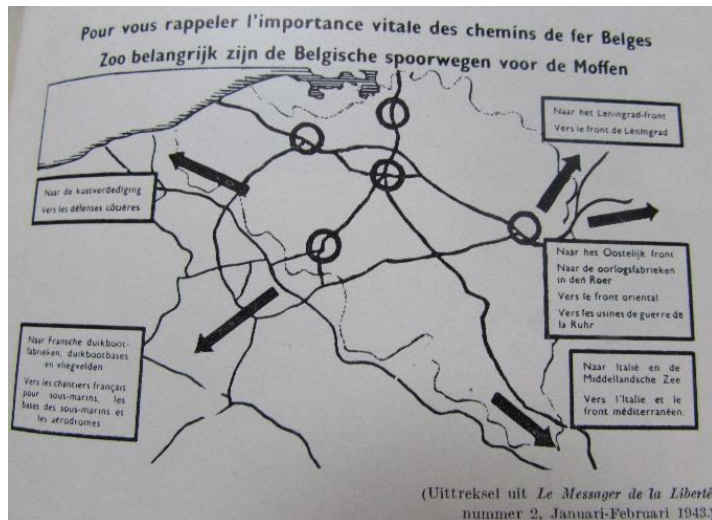 Pour vous rappeler l'importance vitale des chemins de fer Belges
Zoo belangrijk zijn de Belgische spoorwegen voor de Moffen
Naar het Leningrad-front
Vers le front de Léningrad
Naar de kustverdediging
Vers les défenses côtières
Naar het Oostelijk front
Naar de oorlogsfabrieken
in den Roer
Vers le front oriental
Vers les usines de guerre de
la Ruhr
Naar Fransche duikboot-
fabrieken, duikbootbases
en vliegvelden
Vers les chantiers français
pour sous-marins, les
bases des sous-marins et
les aérodromes
Naar Italië en de
Middellandsche Zee
Vers l'Italie et le
front méditerranéen.
(Uittreksel uit Le Messager de la Liberté
nummer 2, Januari-Februari 1943.)